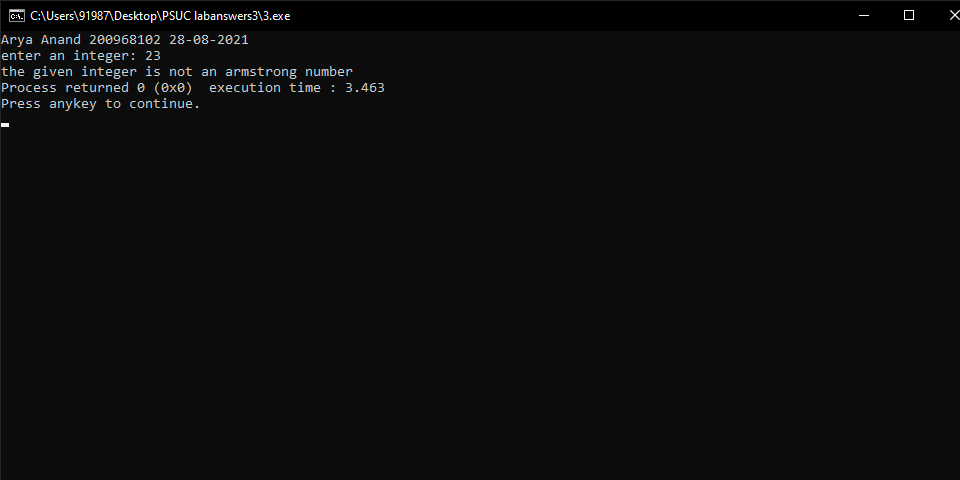 C:\Users\91987\Desktop\PSUC labanswers3\3.exe
Arya Anand 200968102 28-08-2021
enter an integer: 23
the given integer is not an armstrong number
Process returned 0 (0x0)  execution time : 3.463
Press anykey to continue.